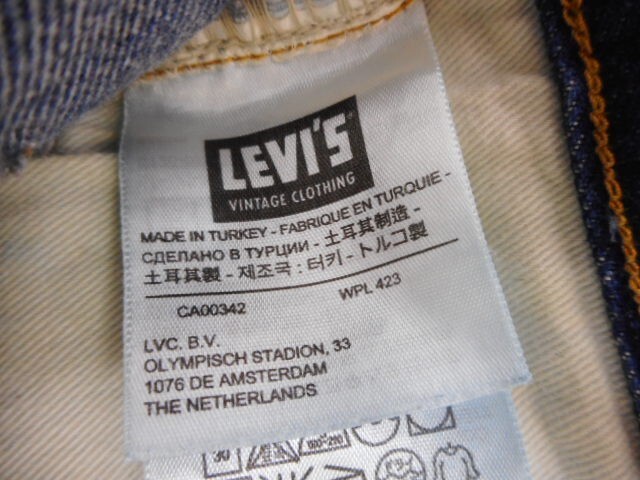 LEVI'S
VINTAGE CLOTHING
MADE IN TURKEY - FABRIQUE EN TURQUIE -
СДЕЛАНО В ТУРЦИИ - 土耳其制造 -
土耳其製 - 제조국 : 터키 - トルコ製
CA00342 WPL 423
LVC. B.V.
OLYMPISCH STADION, 33
1076 DE AMSTERDAM
THE NETHERLANDS
30